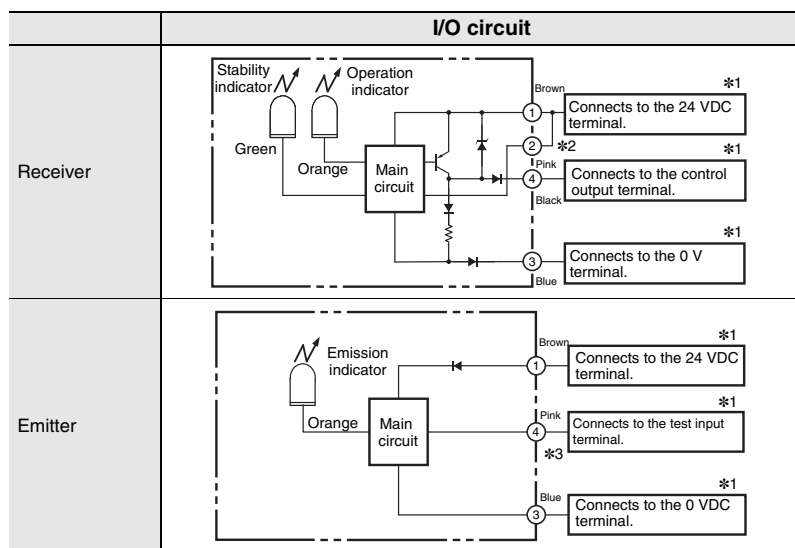 I/O circuit
Receiver
Stability
indicator
Operation
indicator
Green
Orange
Main
circuit
Brown
1
✻1
Connects to the 24 VDC
terminal.
2
✻2
Pink
✻1
4
Connects to the control
output terminal.
Black
✻1
3
Connects to the 0 V
terminal.
Blue
Emitter
Emission
indicator
Orange
Main
circuit
Brown
✻1
1
Connects to the 24 VDC
terminal.
Pink
✻1
4
Connects to the test input
terminal.
✻3
Blue
✻1
3
Connects to the 0 VDC
terminal.